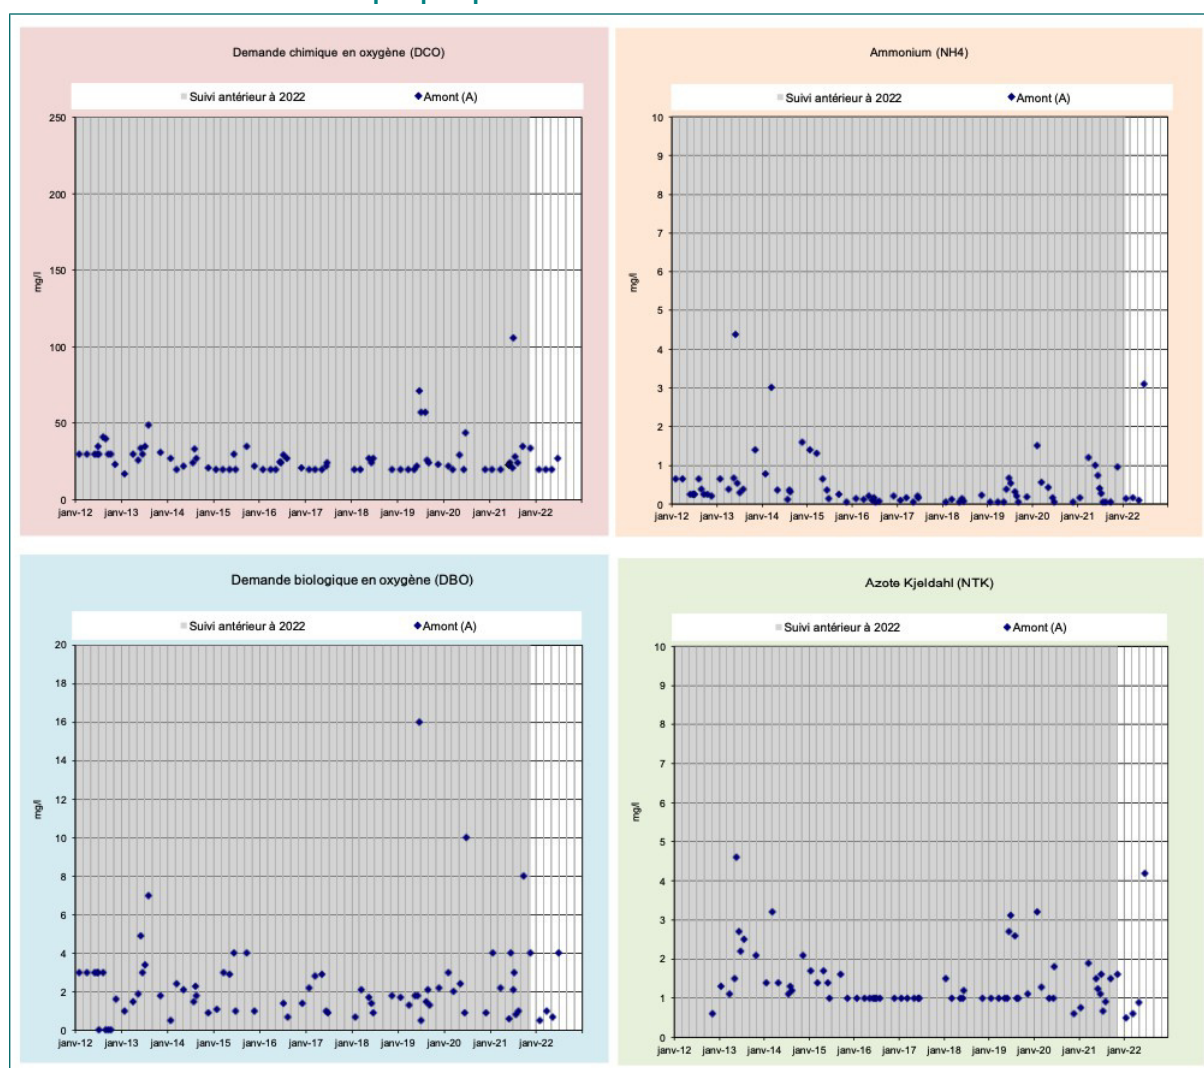 Demande chimique en oxygène (DCO)
Suivi antérieur à 2022
Amont (A)
250
200
150
100
50
0
mg/l
janv-12 janv-13 janv-14 janv-15 janv-16 janv-17 janv-18 janv-19 janv-20 janv-21 janv-22
Ammonium (NH4)
Suivi antérieur à 2022
Amont (A)
10
9
8
7
6
5
4
3
2
1
0
mg/l
janv-12 janv-13 janv-14 janv-15 janv-16 janv-17 janv-18 janv-19 janv-20 janv-21 janv-22
Demande biologique en oxygène (DBO)
Suivi antérieur à 2022
Amont (A)
20
18
16
14
12
10
8
6
4
2
0
mg/l
janv-12 janv-13 janv-14 janv-15 janv-16 janv-17 janv-18 janv-19 janv-20 janv-21 janv-22
Azote Kjeldahl (NTK)
Suivi antérieur à 2022
Amont (A)
10
9
8
7
6
5
4
3
2
1
0
mg/l
janv-12 janv-13 janv-14 janv-15 janv-16 janv-17 janv-18 janv-19 janv-20 janv-21 janv-22